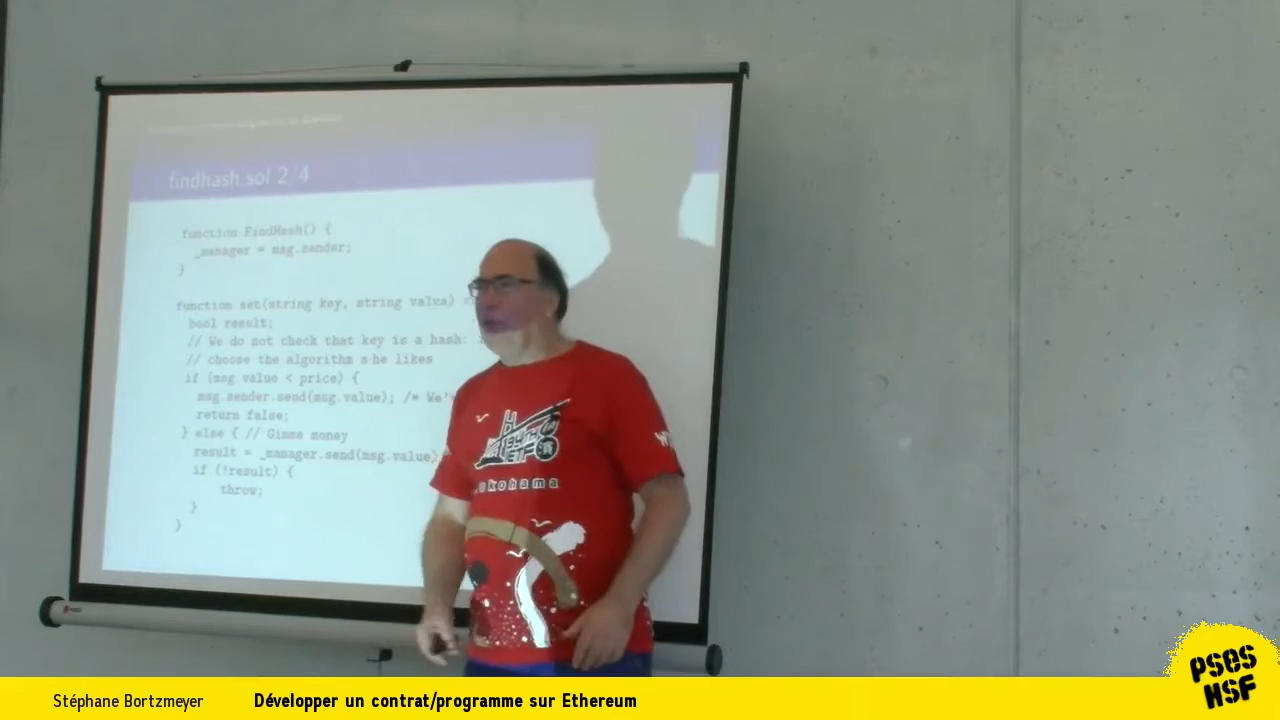 findhash.sol 2/4
function FindHash() {
_manager = msg.sender;
}
function set(string key, string value)
bool result;
// We do not check that key is a hash:
// choose the algorithm s·he likes
if (msg.value < price) {
msg.sender.send(msg.value); /* We'
return false;
} else { // Gimme money
result = _manager.send(msg.value)
if (!result) {
throw;
}
}
IETF
okohama
Stéphane Bortzmeyer
Développer un contrat/programme sur Ethereum
PSES
HSF